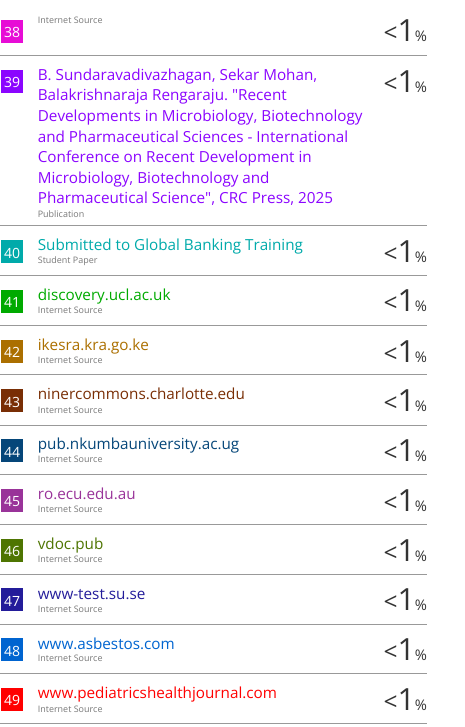 38
Internet Source
<1%
39
B. Sundaravadivazhagan, Sekar Mohan,
Balakrishnaraja Rengaraju. "Recent
Developments in Microbiology, Biotechnology
and Pharmaceutical Sciences - International
Conference on Recent Development in
Microbiology, Biotechnology and
Pharmaceutical Science", CRC Press, 2025
Publication
<1%
40
Submitted to Global Banking Training
Student Paper
<1%
41
discovery.ucl.ac.uk
Internet Source
<1%
42
ikesra.kra.go.ke
Internet Source
<1%
43
ninercommons.charlotte.edu
Internet Source
<1%
44
pub.nkumbauniversity.ac.ug
Internet Source
<1%
45
ro.ecu.edu.au
Internet Source
<1%
46
vdoc.pub
Internet Source
<1%
47
www-test.su.se
Internet Source
<1%
48
www.asbestos.com
Internet Source
<1%
49
www.pediatricshealthjournal.com
Internet Source
<1%